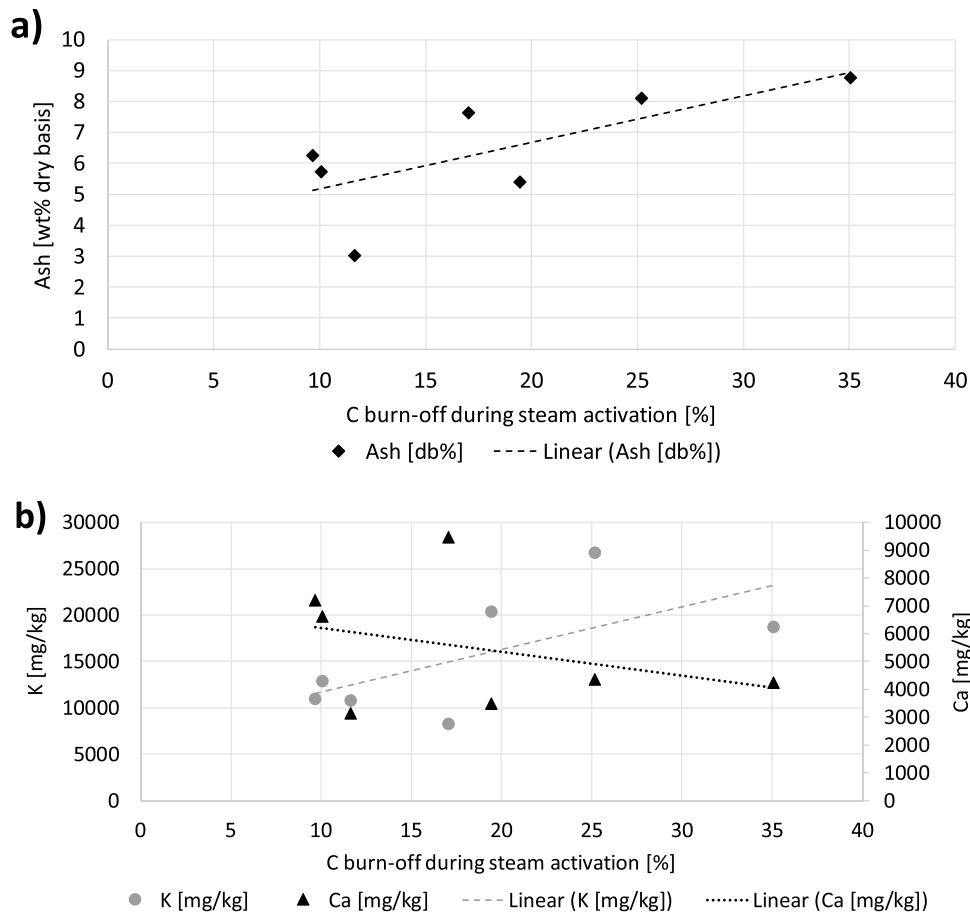 a)
10
9
8
7
6
5
4
3
2
1
0
Ash [wt% dry basis]
0 5 10 15 20 25 30 35 40
C burn-off during steam activation [%]
Ash [db%] Linear (Ash [db%])
b)
30000 10000
25000 9000
20000 8000
15000 7000
10000 6000
5000 5000
0 4000
3000
2000
1000
0
K [mg/kg]
Ca [mg/kg]
0 5 10 15 20 25 30 35 40
C burn-off during steam activation [%]
K [mg/kg] Ca [mg/kg] Linear (K [mg/kg]) Linear (Ca [mg/kg])